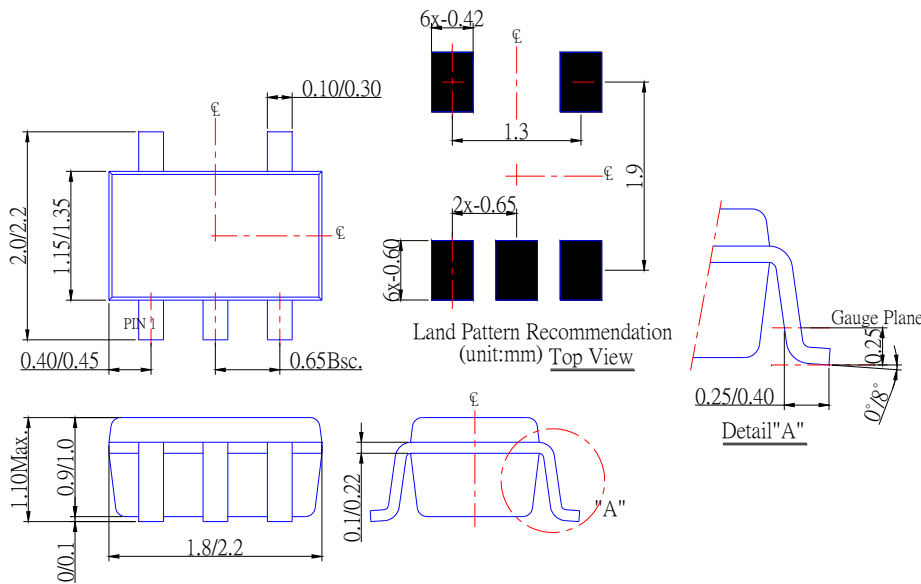 6x-0.42
℄
0.10/0.30
℄
1.3
1.9
℄
2.0/2.2
1.15/1.35
℄
2x-0.65
6x-0.60
PIN 1
Land Pattern Recommendation
(unit:mm) Top View
Gauge Plane
0.25
0.40/0.45
0.65Bsc.
0.25/0.40
0°/8°
Detail"A"
℄
1.10Max.
0.9/1.0
0.1/0.22
"A"
0/0.1
1.8/2.2